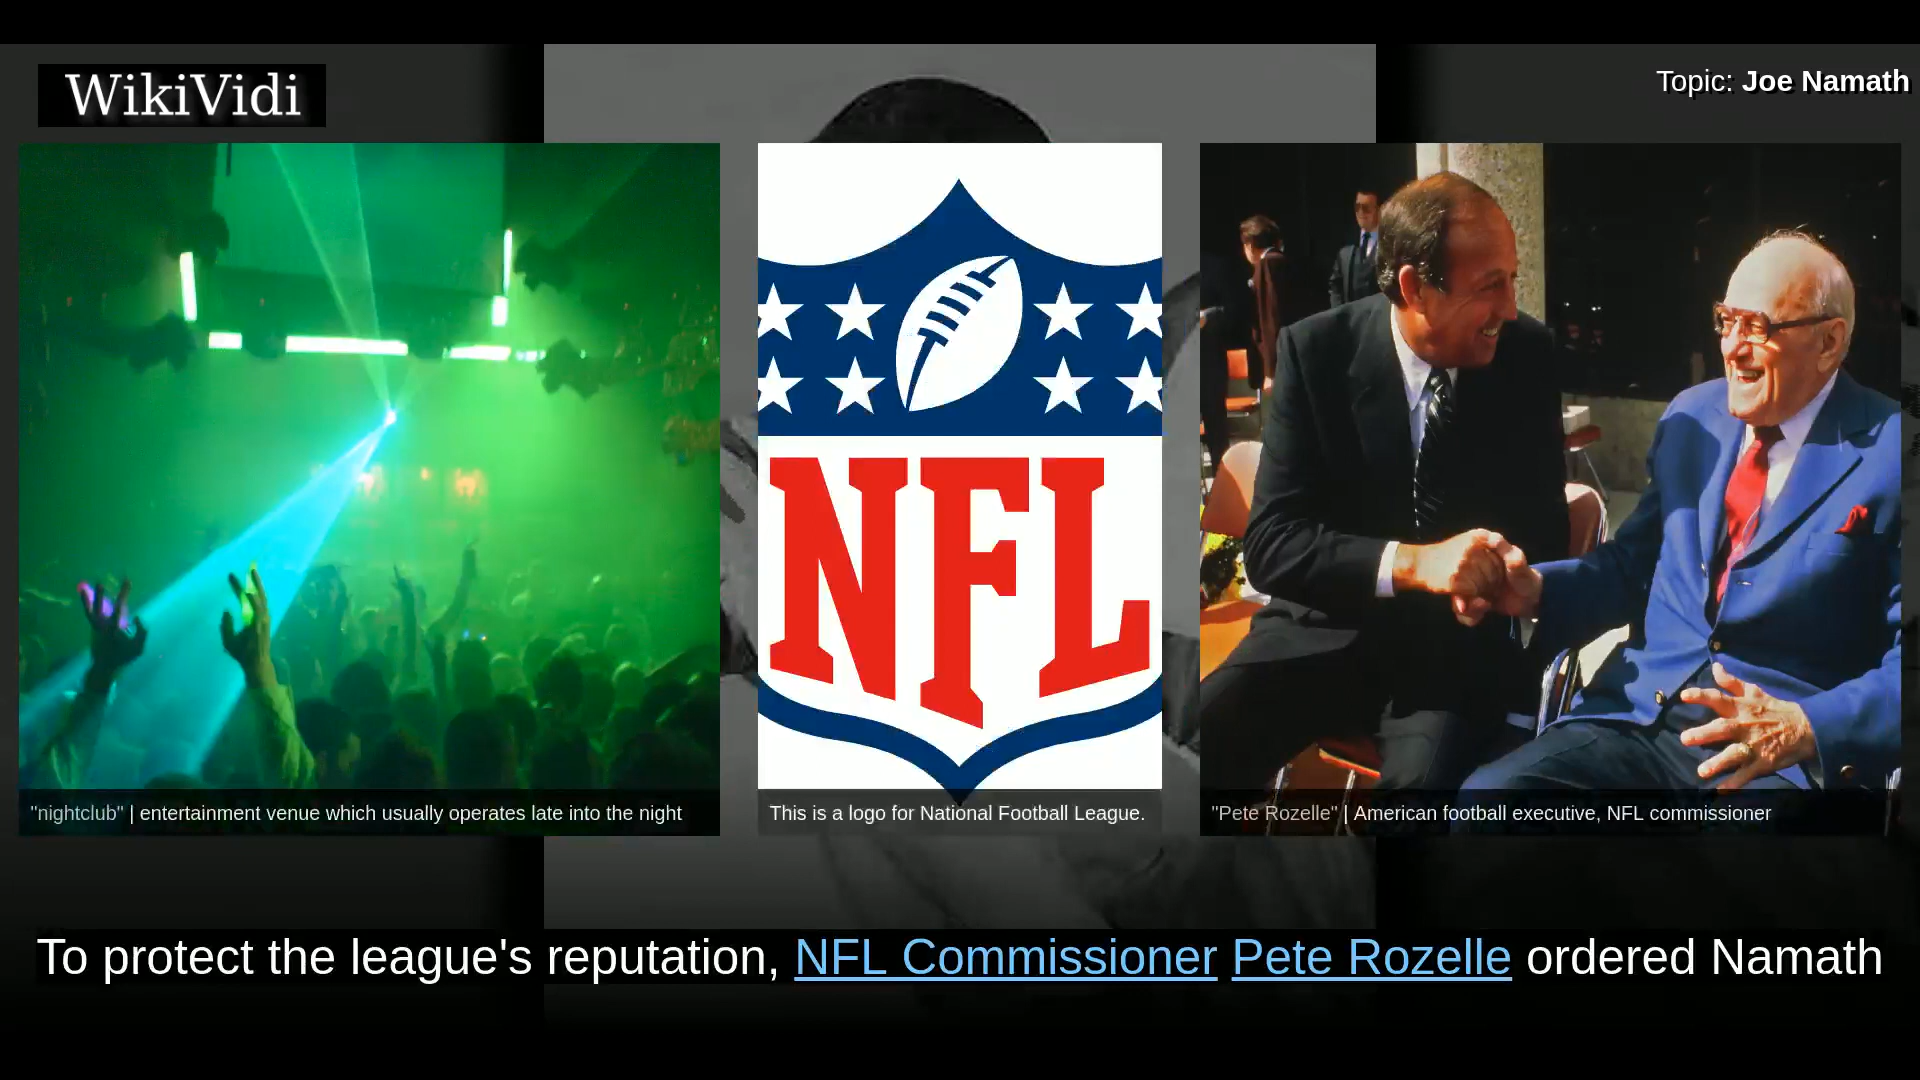 WikiVidi
Topic: Joe Namath
NFL
"nightclub" | entertainment venue which usually operates late into the night
This is a logo for National Football League.
"Pete Rozelle" | American football executive, NFL commissioner
To protect the league's reputation, NFL Commissioner Pete Rozelle ordered Namath